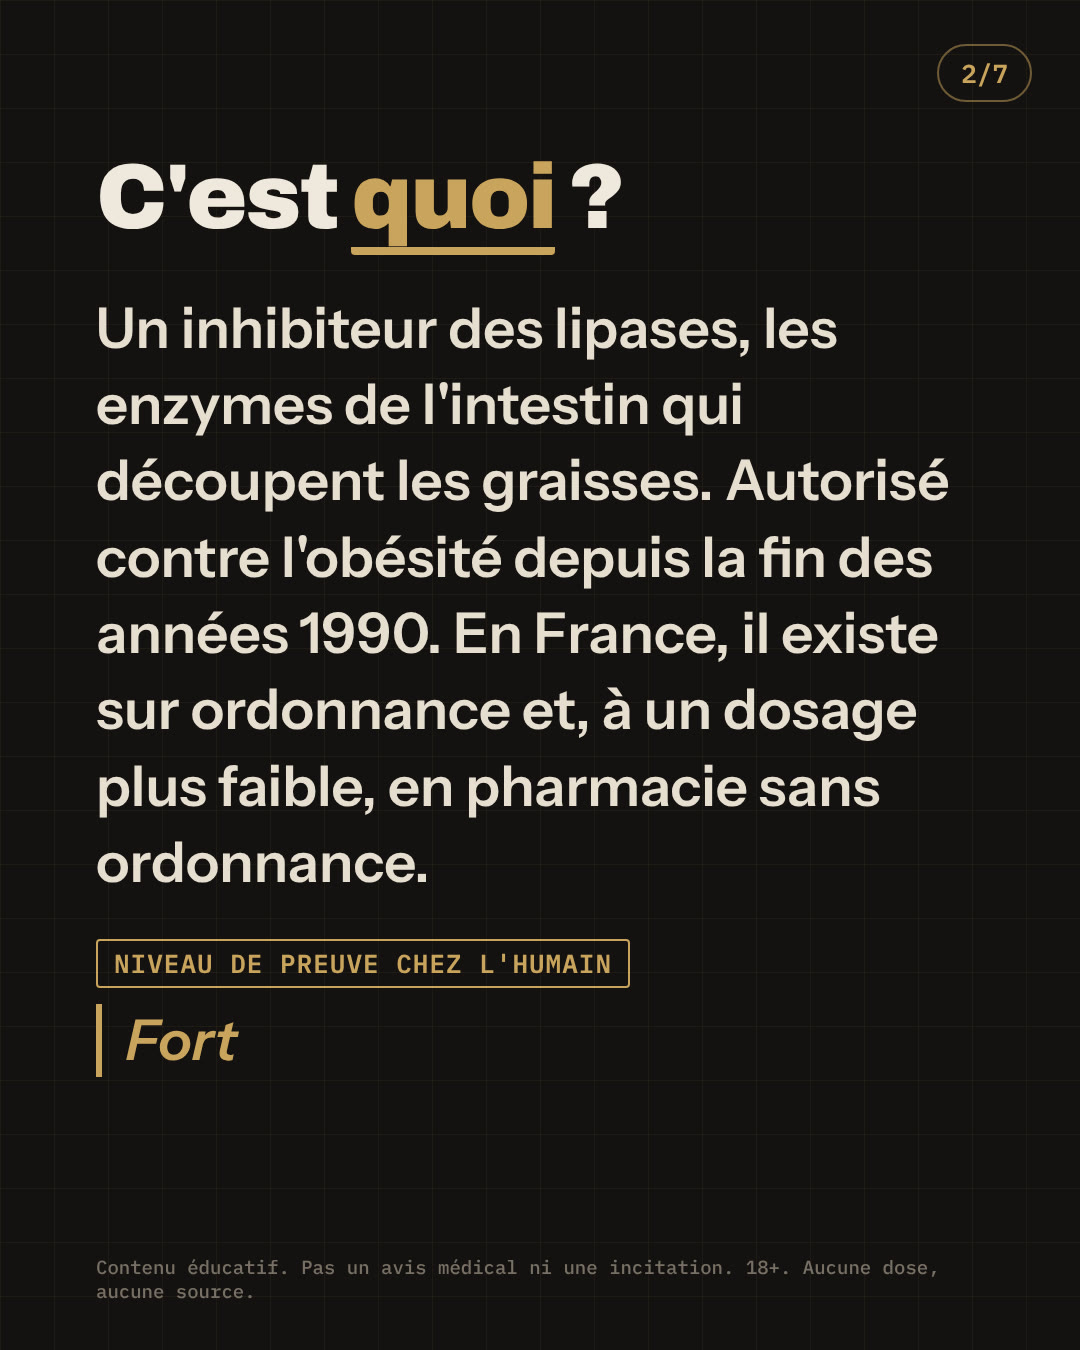 2/7
C'est quoi ?
Un inhibiteur des lipases, les
enzymes de l'intestin qui
découpent les graisses. Autorisé
contre l'obésité depuis la fin des
années 1990. En France, il existe
sur ordonnance et, à un dosage
plus faible, en pharmacie sans
ordonnance.
NIVEAU DE PREUVE CHEZ L'HUMAIN
Fort
Contenu éducatif. Pas un avis médical ni une incitation. 18+. Aucune dose,
aucune source.